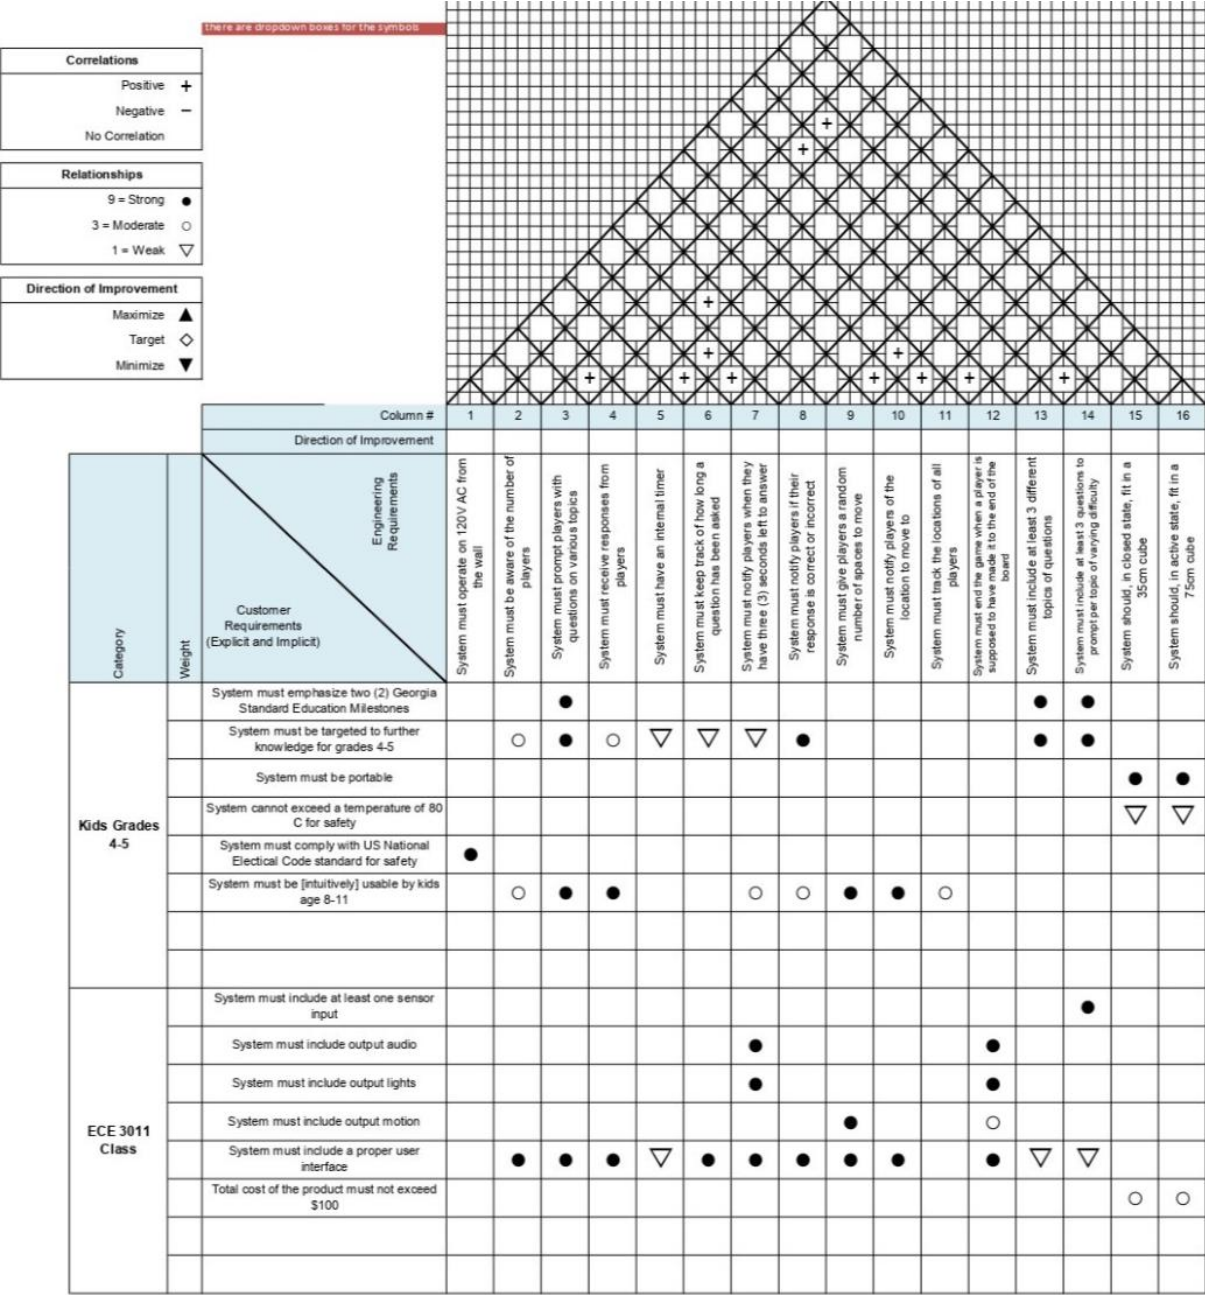 there are dropdown boxes for the symbols
Correlations
Positive +
Negative −
No Correlation
Relationships
9 = Strong ●
3 = Moderate ○
1 = Weak ▽
Direction of Improvement
Maximize ▲
Target ◇
Minimize ▼
+
+
+
+ +
+ + + + + + +
Column # 1 2 3 4 5 6 7 8 9 10 11 12 13 14 15 16
Direction of Improvement
Category
Weight
Engineering
Requirements
Customer
Requirements
(Explicit and Implicit)
System must operate on 120V AC from
the wall
System must be aware of the number of
players
System must prompt players with
questions on various topics
System must receive responses from
players
System must have an internal timer
System must keep track of how long a
question has been asked
System must notify players when they
have three (3) seconds left to answer
System must notify players if their
response is correct or incorrect
System must give players a random
number of spaces to move
System must notify players of the
location to move to
System must track the locations of all
players
System must end the game when a player is
supposed to have made it to the end of the
board
System must include at least 3 different
topics of questions
System must include at least 3 questions to
prompt per topic of varying difficulty
System should, in closed state, fit in a
35cm cube
System should, in active state, fit in a
75cm cube
Kids Grades
4-5
System must emphasize two (2) Georgia
Standard Education Milestones
● ● ●
System must be targeted to further
knowledge for grades 4-5
○ ● ○ ▽ ▽ ▽ ● ● ●
System must be portable
● ●
System cannot exceed a temperature of 80
C for safety
▽ ▽
System must comply with US National
Electical Code standard for safety
●
System must be [intuitively] usable by kids
age 8-11
○ ● ● ○ ○ ● ● ○
ECE 3011
Class
System must include at least one sensor
input
●
System must include output audio
● ●
System must include output lights
● ●
System must include output motion
● ○
System must include a proper user
interface
● ● ● ▽ ● ● ● ● ● ● ▽ ▽
Total cost of the product must not exceed
$100
○ ○